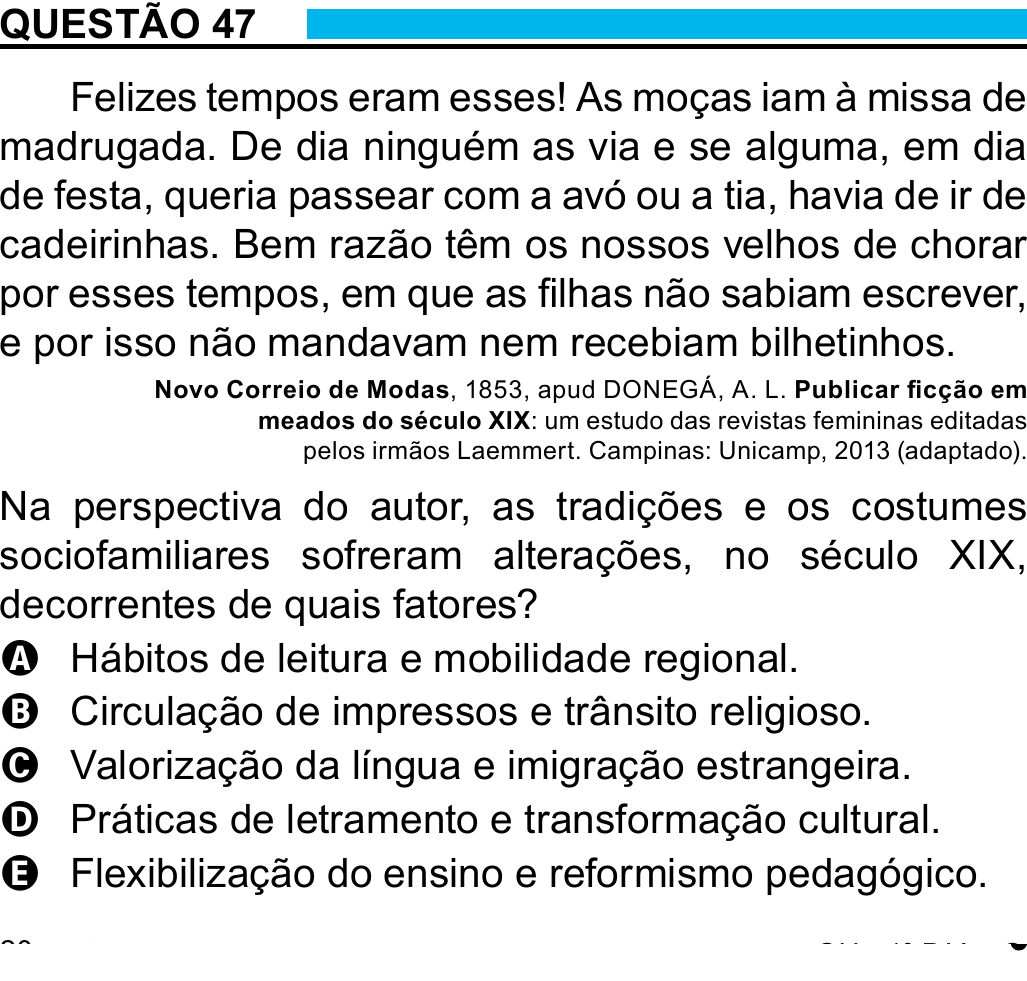 QUESTÃO 47
Felizes tempos eram esses! As moças iam à missa de
madrugada. De dia ninguém as via e se alguma, em dia
de festa, queria passear com a avó ou a tia, havia de ir de
cadeirinhas. Bem razão têm os nossos velhos de chorar
por esses tempos, em que as filhas não sabiam escrever,
e por isso não mandavam nem recebiam bilhetinhos.
Novo Correio de Modas, 1853, apud DONEGÁ, A. L. Publicar ficção em
meados do século XIX: um estudo das revistas femininas editadas
pelos irmãos Laemmert. Campinas: Unicamp, 2013 (adaptado).
Na perspectiva do autor, as tradições e os costumes
sociofamiliares sofreram alterações, no século XIX,
decorrentes de quais fatores?
A Hábitos de leitura e mobilidade regional.
B Circulação de impressos e trânsito religioso.
C Valorização da língua e imigração estrangeira.
D Práticas de letramento e transformação cultural.
E Flexibilização do ensino e reformismo pedagógico.